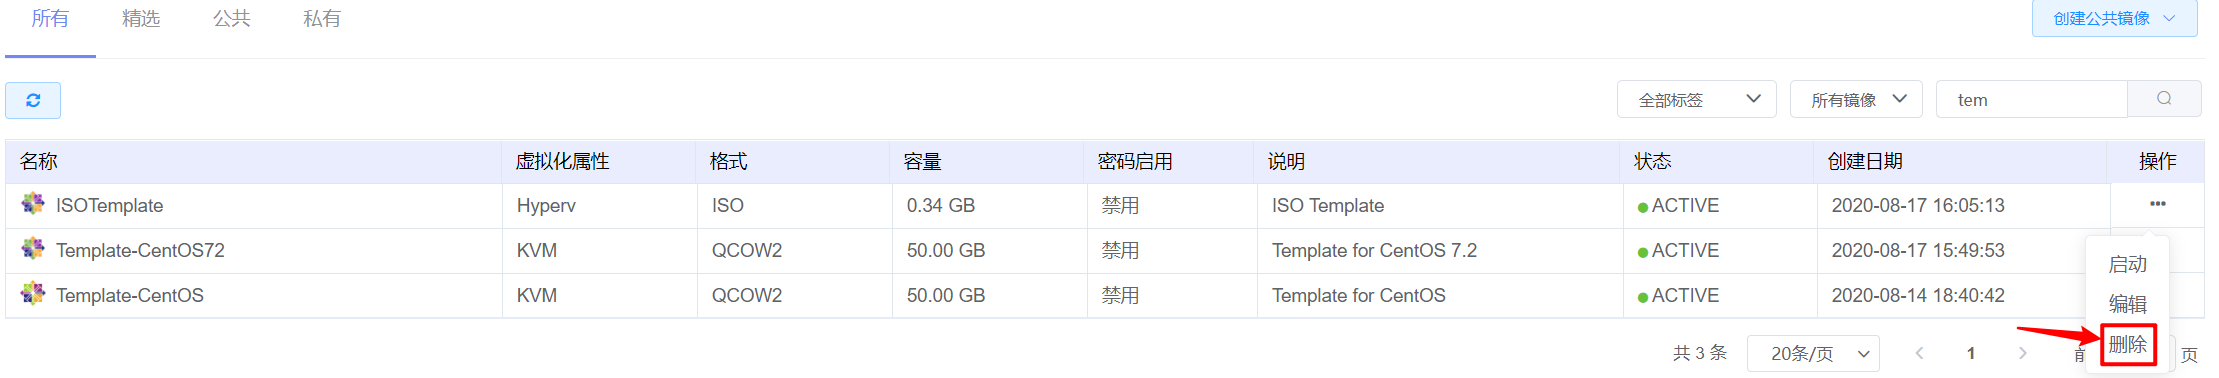 所有 精选 公共 私有 创建公共镜像
全部标签 所有镜像 tem
名称 虚拟化属性 格式 容量 密码启用 说明 状态 创建日期 操作
ISOTemplate Hyperv ISO 0.34 GB 禁用 ISO Template ACTIVE 2020-08-17 16:05:13 •••
Template-CentOS72 KVM QCOW2 50.00 GB 禁用 Template for CentOS 7.2 ACTIVE 2020-08-17 15:49:53
启动
Template-CentOS KVM QCOW2 50.00 GB 禁用 Template for CentOS ACTIVE 2020-08-14 18:40:42
编辑
删除
共 3 条 20条/页 1 页